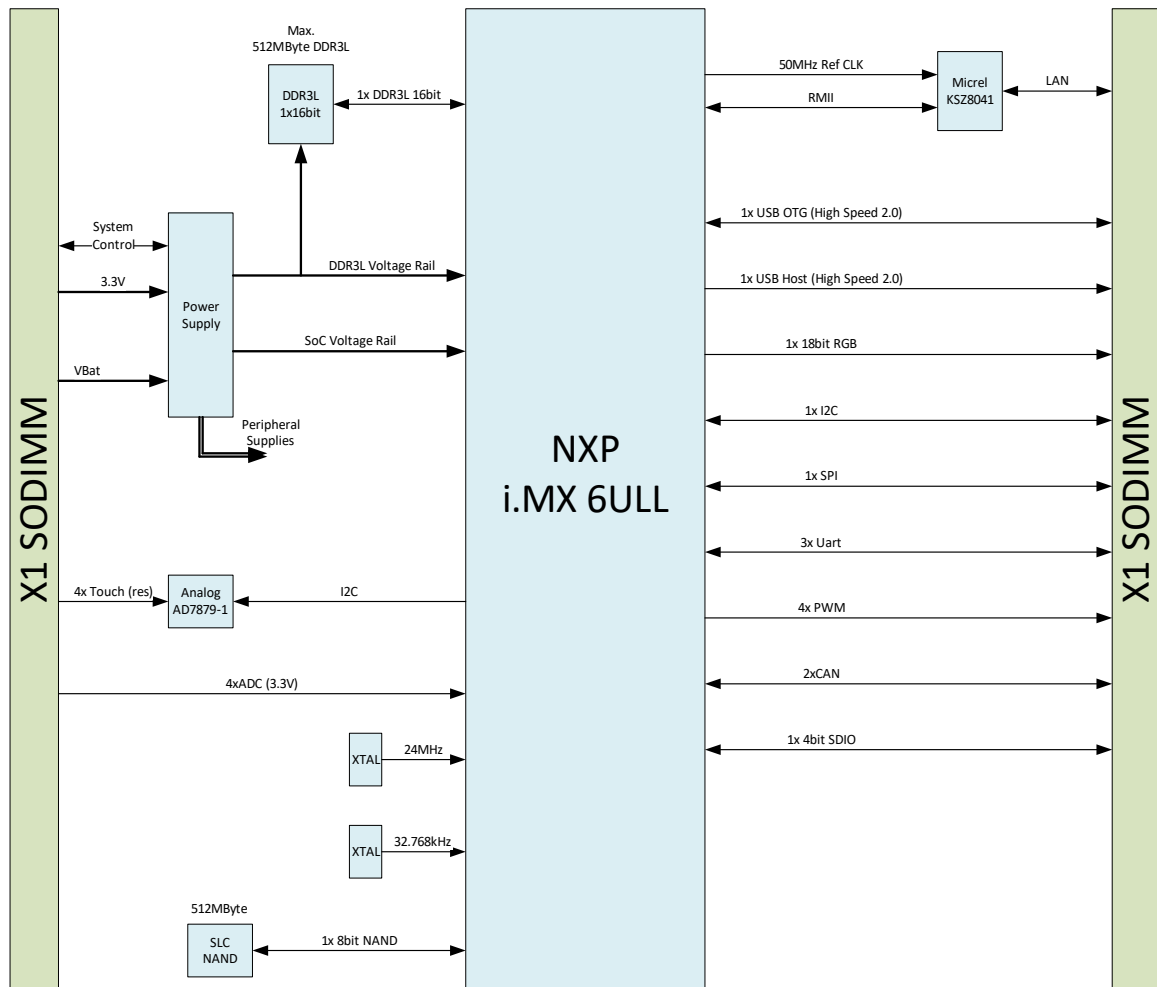 X1 SODIMM
Max.
512MByte DDR3L
DDR3L
1x16bit
1x DDR3L 16bit
System
Control
3.3V
VBat
Power
Supply
DDR3L Voltage Rail
SoC Voltage Rail
Peripheral
Supplies
4x Touch (res)
Analog
AD7879-1
I2C
4xADC (3.3V)
XTAL
24MHz
XTAL
32.768kHz
512MByte
SLC
NAND
1x 8bit NAND
NXP
i.MX 6ULL
50MHz Ref CLK
RMII
Micrel
KSZ8041
LAN
1x USB OTG (High Speed 2.0)
1x USB Host (High Speed 2.0)
1x 18bit RGB
1x I2C
1x SPI
3x Uart
4x PWM
2xCAN
1x 4bit SDIO
X1 SODIMM